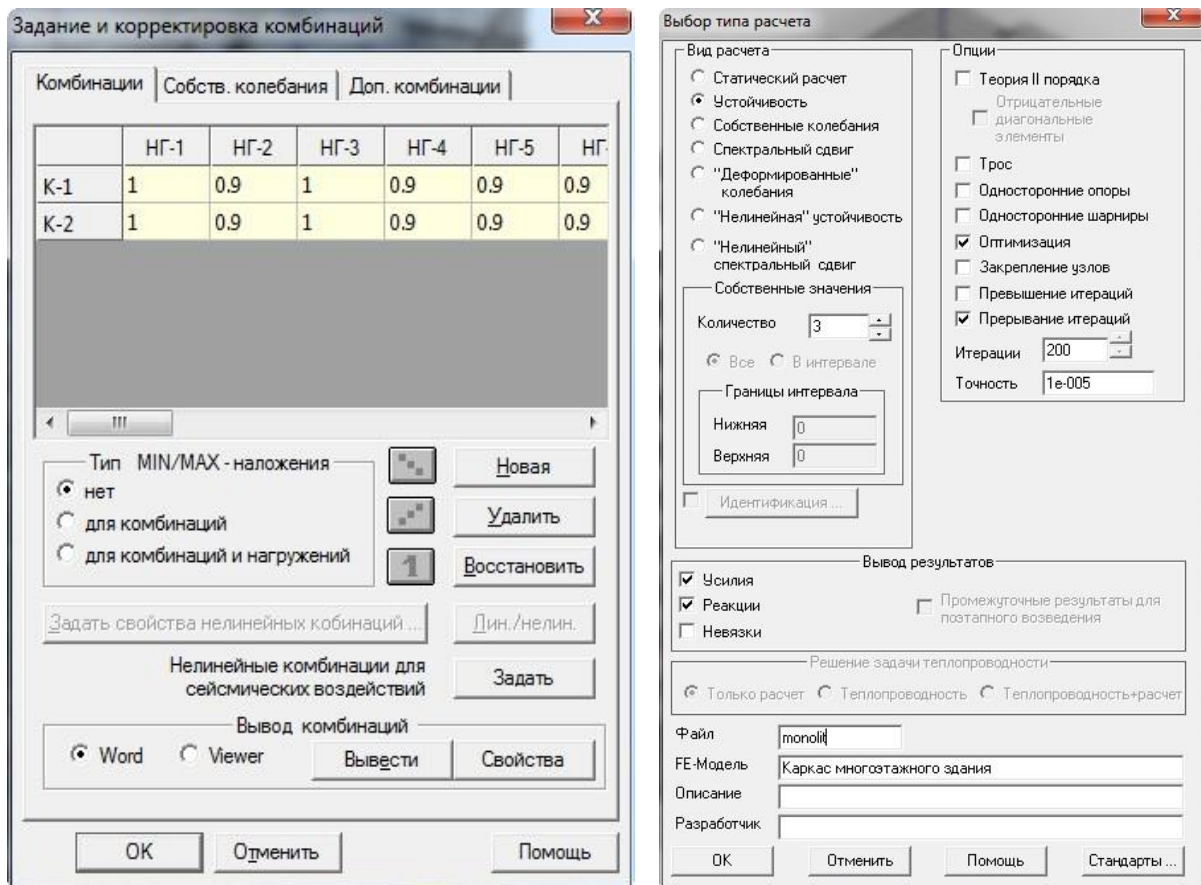 Задание и корректировка комбинаций
Комбинации
Собств. колебания
Доп. комбинации
НГ-1 НГ-2 НГ-3 НГ-4 НГ-5 НГ-
К-1 1 0.9 1 0.9 0.9 0.9
К-2 1 0.9 1 0.9 0.9 0.9
Тип MIN/MAX - наложения
нет
для комбинаций
для комбинаций и нагружений
1
Новая
Удалить
Восстановить
Задать свойства нелинейных кобинаций ...
Лин./нелин.
Нелинейные комбинации для
сейсмических воздействий
Задать
Вывод комбинаций
Word
Viewer
Вывести
Свойства
OK
Отменить
Помощь
Выбор типа расчета
Вид расчета
Статический расчет
Устойчивость
Собственные колебания
Спектральный сдвиг
"Деформированные"
колебания
"Нелинейная" устойчивость
"Нелинейный"
спектральный сдвиг
Собственные значения
Количество 3
Все В интервале
Границы интервала
Нижняя 0
Верхняя 0
Идентификация ...
Опции
Теория II порядка
Отрицательные
диагональные
элементы
Трос
Односторонние опоры
Односторонние шарниры
Оптимизация
Закрепление узлов
Превышение итераций
Прерывание итераций
Итерации 200
Точность 1e-005
Вывод результатов
Усилия
Реакции
Невязки
Промежуточные результаты для
поэтапного возведения
Решение задачи теплопроводности
Только расчет Теплопроводность Теплопроводность+расчет
Файл monolit
FE-Модель Каркас многоэтажного здания
Описание
Разработчик
OK
Отменить
Помощь
Стандарты ...